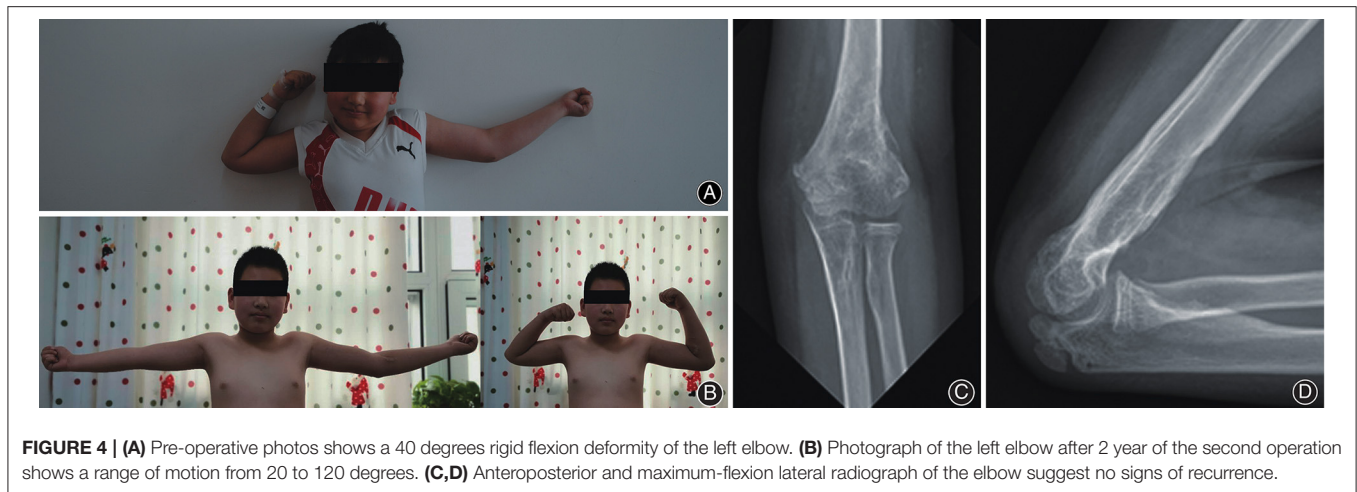 A
B
C
D
FIGURE 4 | (A) Pre-operative photos shows a 40 degrees rigid flexion deformity of the left elbow. (B) Photograph of the left elbow after 2 year of the second operation
shows a range of motion from 20 to 120 degrees. (C,D) Anteroposterior and maximum-flexion lateral radiograph of the elbow suggest no signs of recurrence.